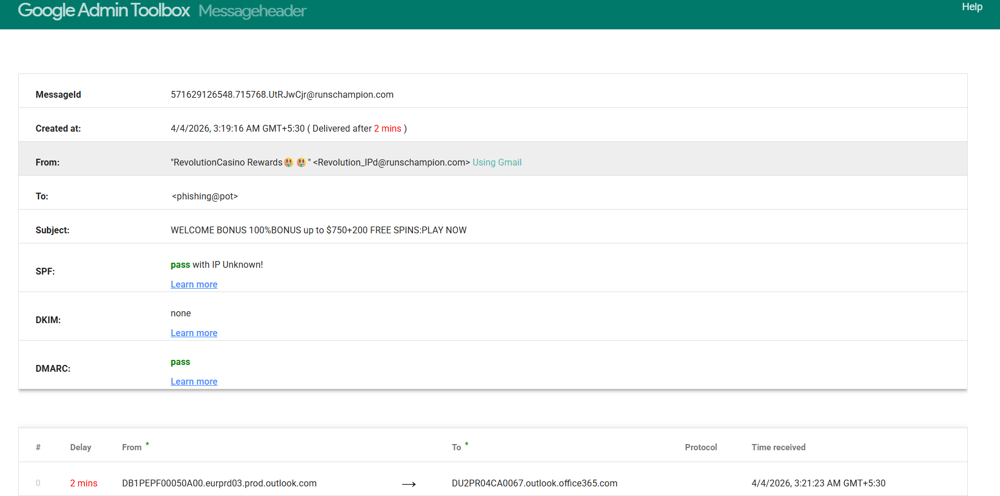 Google Admin Toolbox Messageheader Help
MessageId 571629126548.715768.UtRJwCjr@runschampion.com
Created at: 4/4/2026, 3:19:16 AM GMT+5:30 ( Delivered after 2 mins )
From: "RevolutionCasino Rewards🤑 🤑" <Revolution_IPd@runschampion.com> Using Gmail
To: <phishing@pot>
Subject: WELCOME BONUS 100%BONUS up to $750+200 FREE SPINS:PLAY NOW
SPF: pass with IP Unknown!
Learn more
DKIM: none
Learn more
DMARC: pass
Learn more
# Delay From * To * Protocol Time received
0 2 mins DB1PEPF00050A00.eurprd03.prod.outlook.com → DU2PR04CA0067.outlook.office365.com 4/4/2026, 3:21:23 AM GMT+5:30